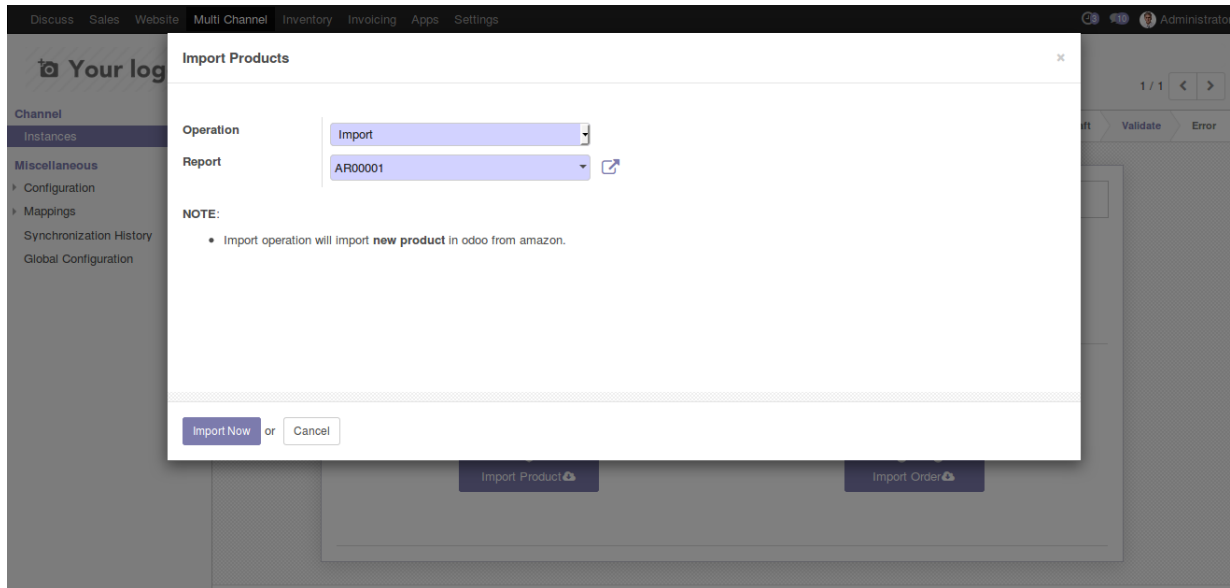 Discuss Sales Website Multi Channel Inventory Invoicing Apps Settings 3 10 Administrator
Your log
Import Products ×
1 / 1
Channel
Instances
Operation Import
Validate Error
Miscellaneous
Report AR00001
Configuration
Mappings
NOTE:
Synchronization History
Import operation will import new product in odoo from amazon.
Global Configuration
Import Now or Cancel
Import Product Import Order